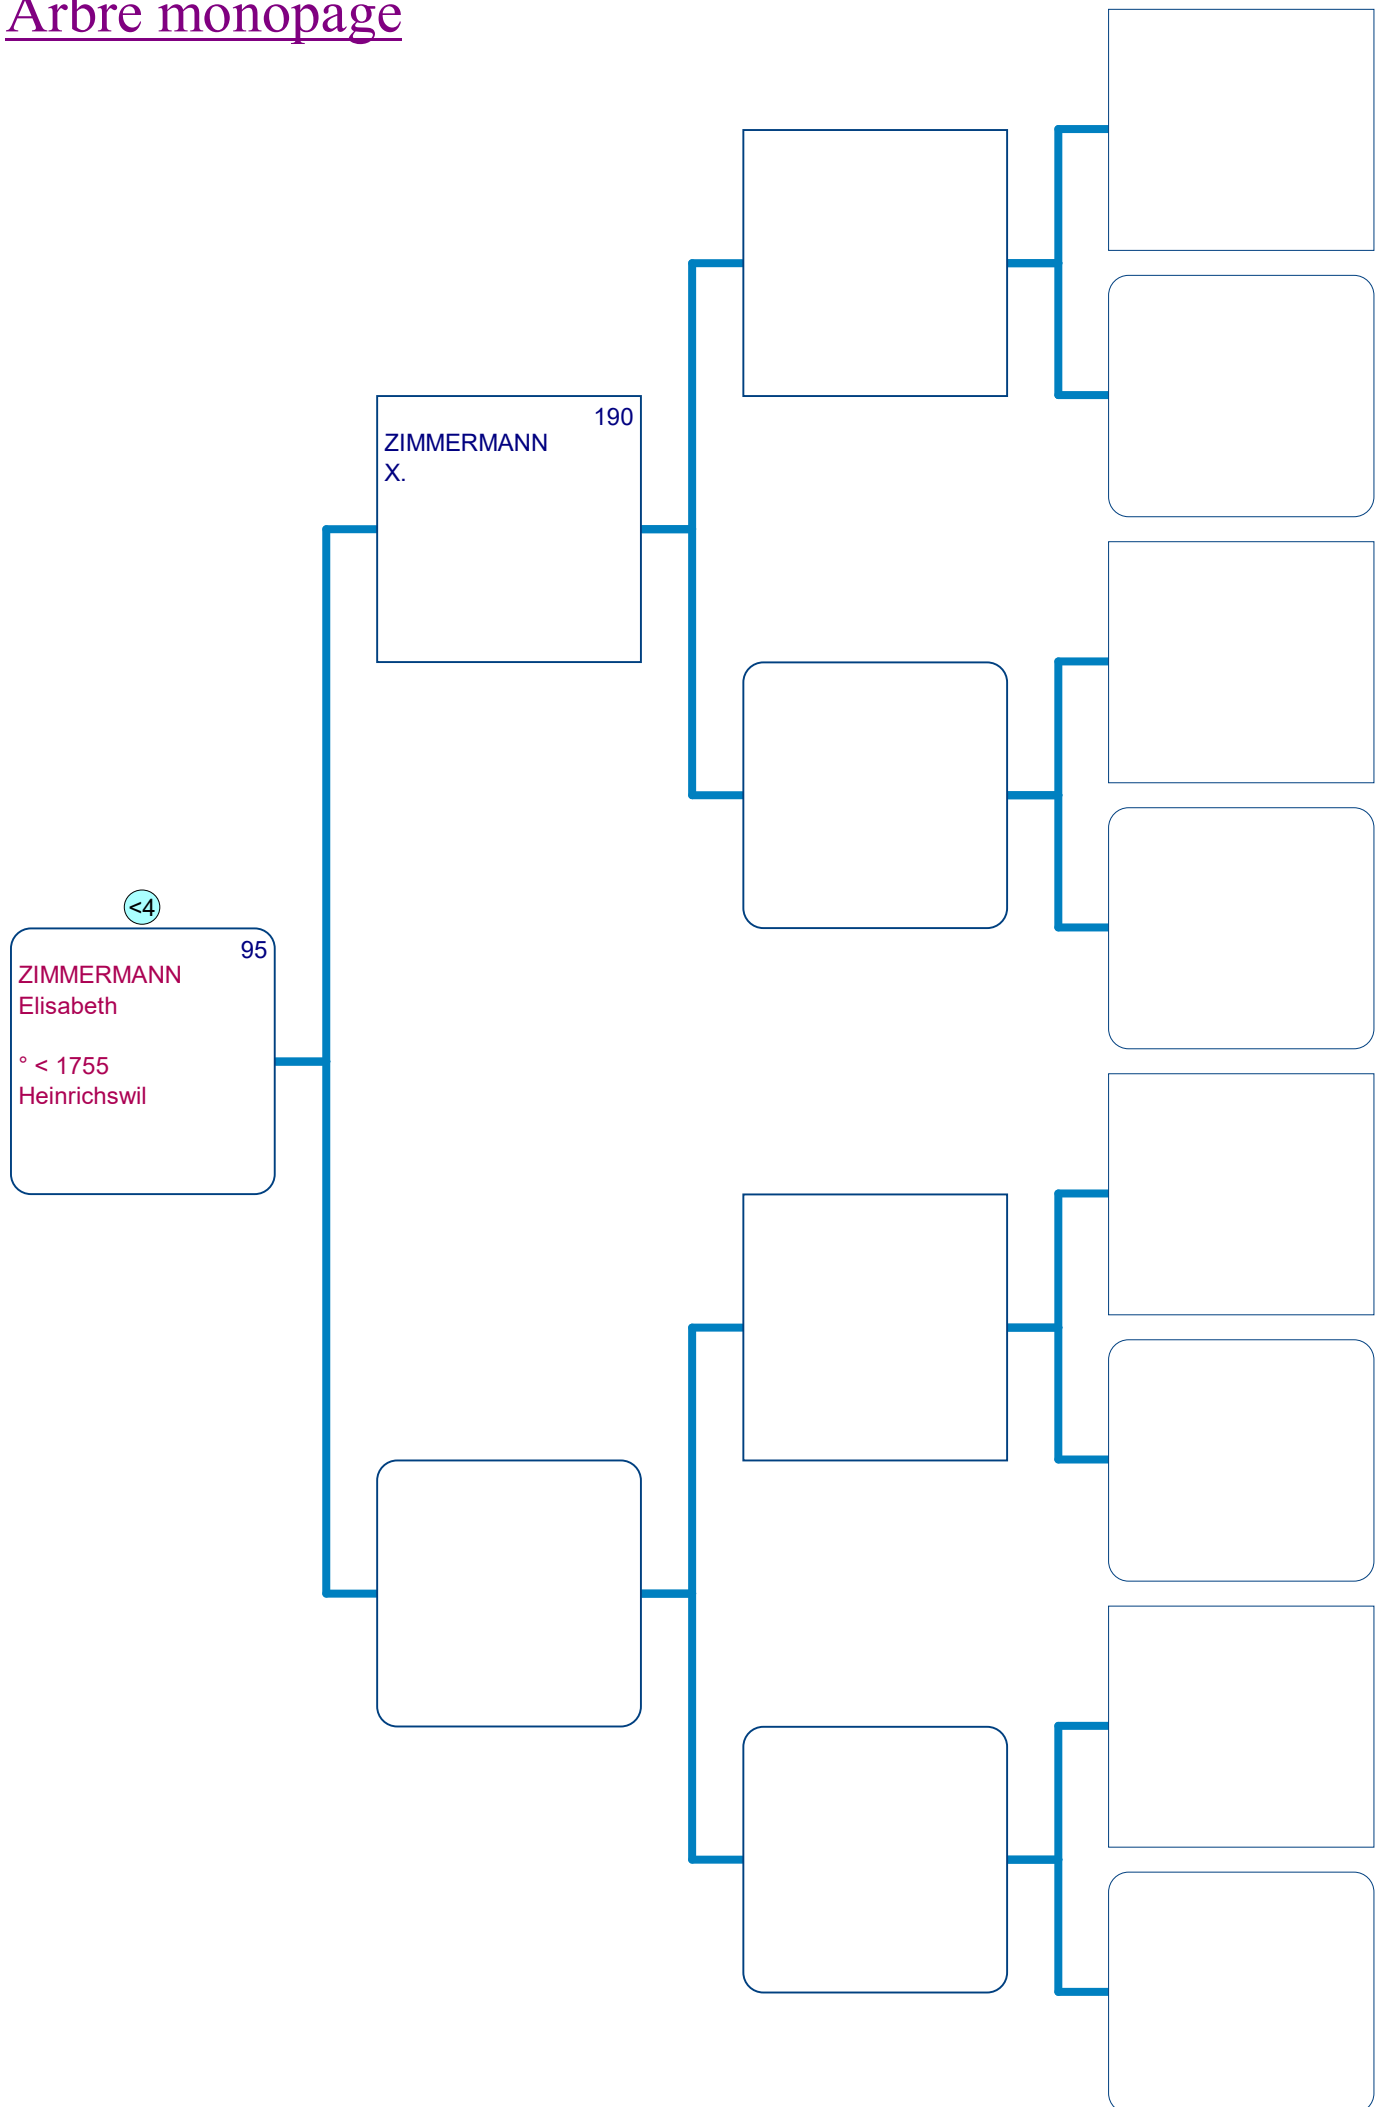 Arbre monopage
190
ZIMMERMANN
X.
<4
95
ZIMMERMANN
Elisabeth
° < 1755
Heinrichswil